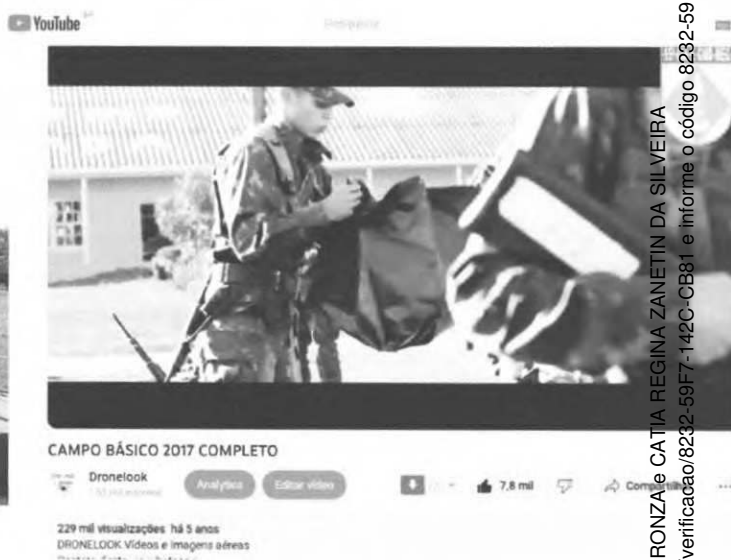 YouTube
RONZA e CATIA REGINA ZANETIN DA SILVEIRA
verificacao/8232-59F7-142C-CB81 e informe o código 8232-59
CAMPO BÁSICO 2017 COMPLETO
Dronelook
Analytics
Editar vídeo
7,8 mil
229 mil visualizações há 5 anos
DRONELOOK Vídeos e imagens aéreas